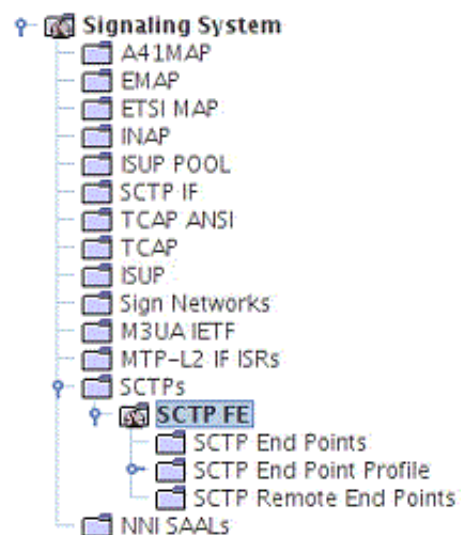 Signaling System
A41MAP
EMAP
ETSI MAP
INAP
ISUP POOL
SCTP IF
TCAP ANSI
TCAP
ISUP
Sign Networks
M3UA IETF
MTP-L2 IF ISRs
SCTPs
SCTP FE
SCTP End Points
SCTP End Point Profile
SCTP Remote End Points
NNI SAALs